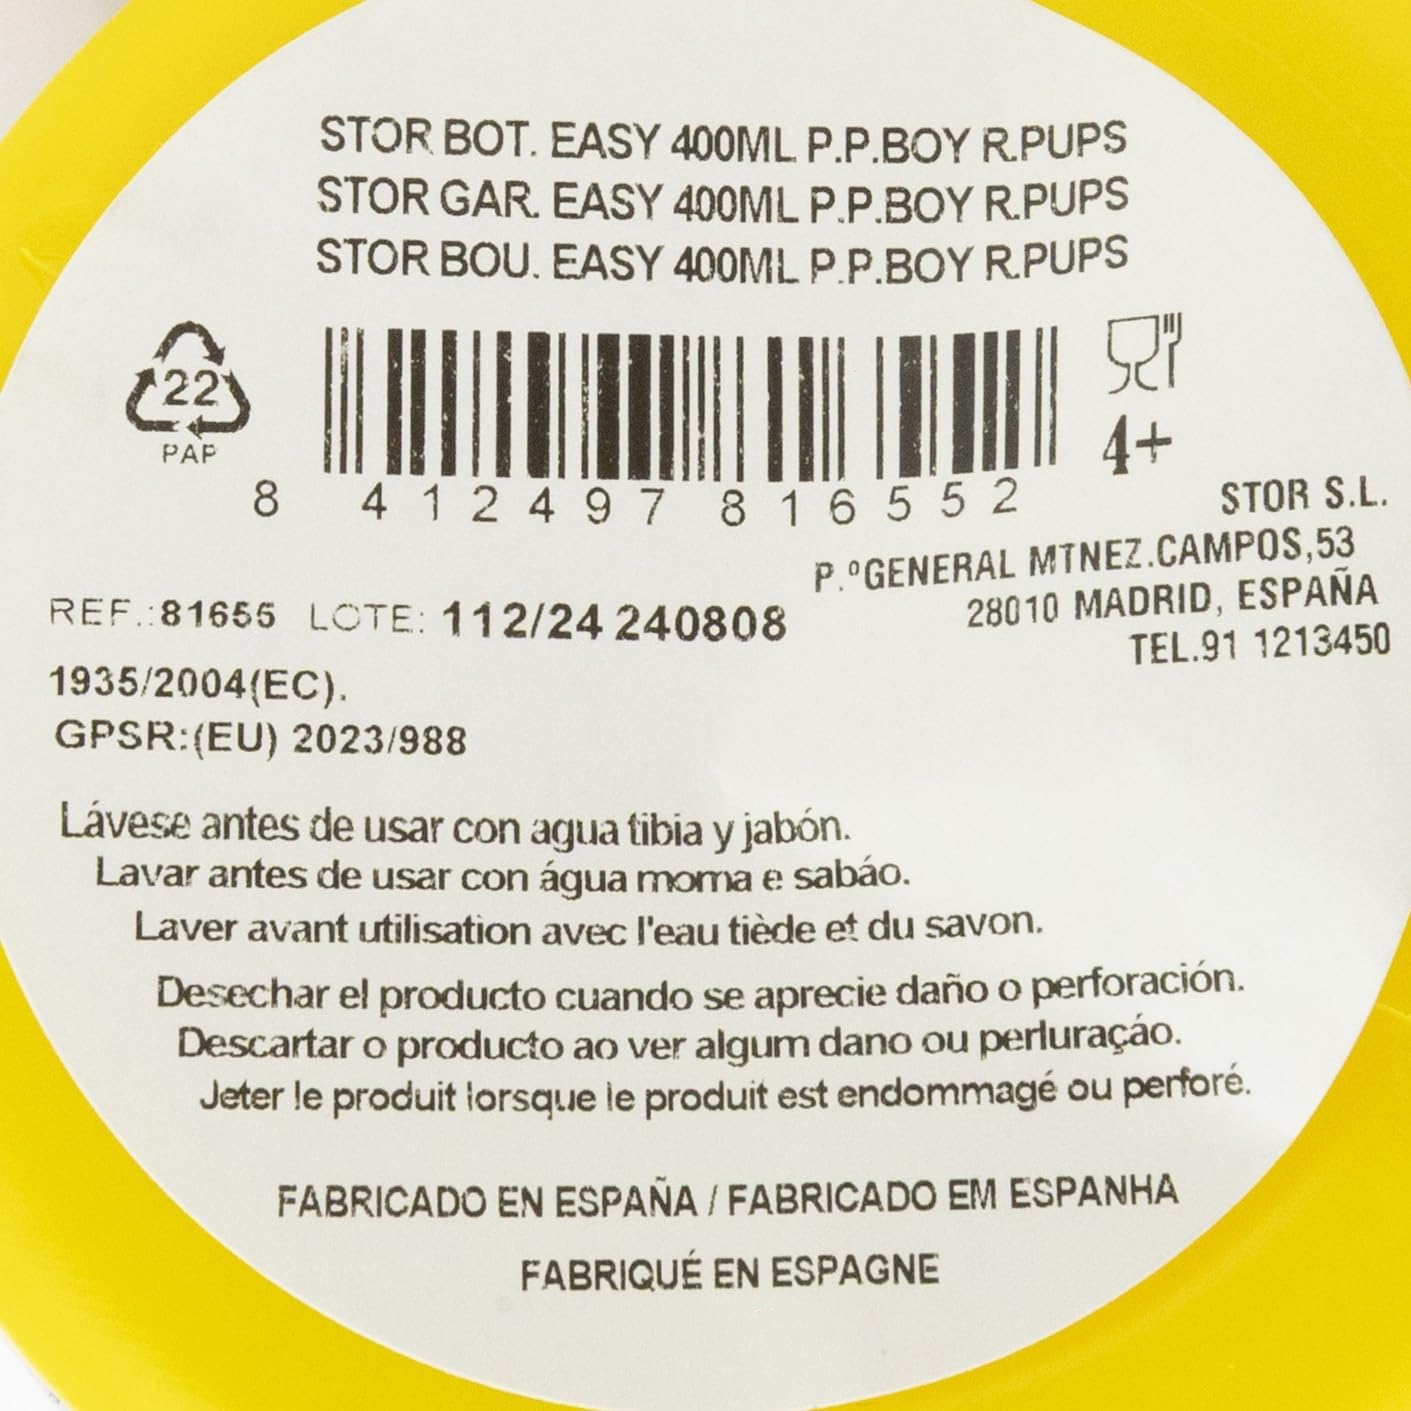 STOR BOT. EASY 400ML P.P.BOY R.PUPS
STOR GAR. EASY 400ML P.P.BOY R.PUPS
STOR BOU. EASY 400ML P.P.BOY R.PUPS
22
PAP
4+
8 412497 816552
STOR S.L.
P.ºGENERAL MTNEZ.CAMPOS,53
28010 MADRID, ESPAÑA
TEL.91 1213450
REF.:81655 LOTE: 112/24 240808
1935/2004(EC).
GPSR:(EU) 2023/988
Lávese antes de usar con agua tibia y jabón.
Lavar antes de usar con água morna e sabáo.
Laver avant utilisation avec l'eau tiède et du savon.
Desechar el producto cuando se aprecie daño o perforación.
Descartar o producto ao ver algum dano ou perfuraçáo.
Jeter le produit lorsque le produit est endommagé ou perforé.
FABRICADO EN ESPAÑA / FABRICADO EM ESPANHA
FABRIQUÉ EN ESPAGNE